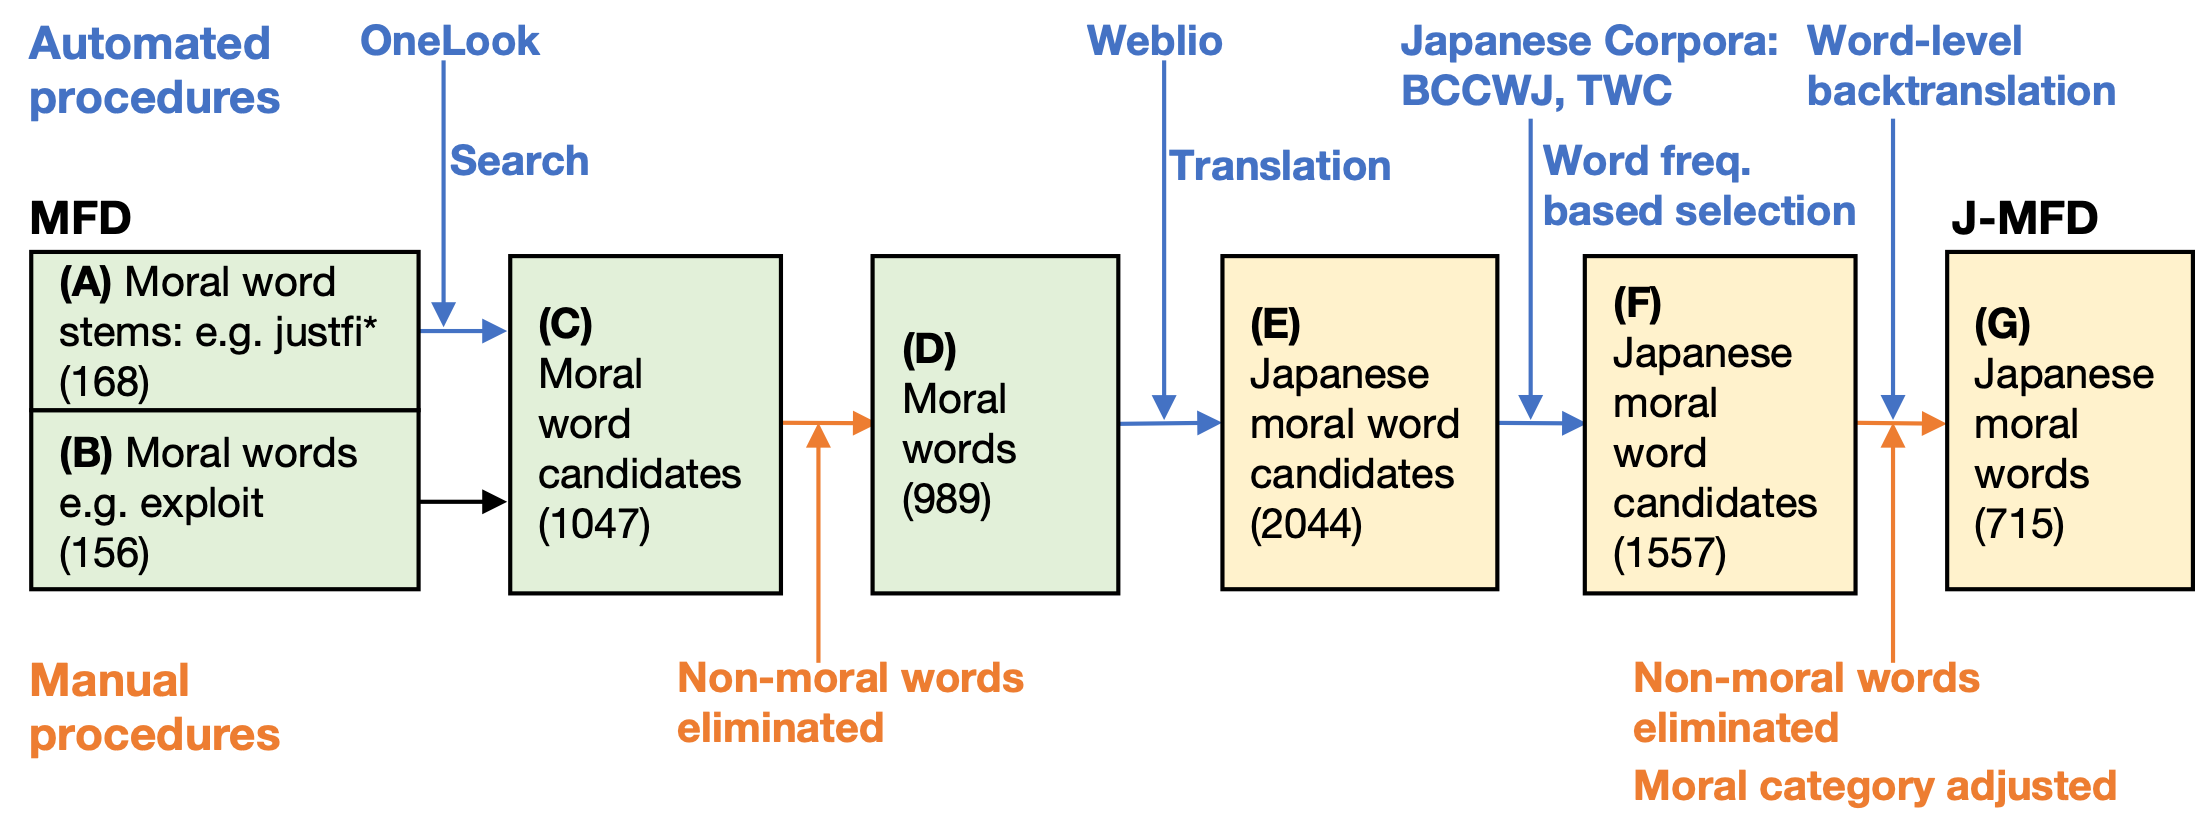 Automated
procedures
OneLook
Search
Weblio
Translation
Japanese Corpora:
BCCWJ, TWC
Word freq.
based selection
Word-level
backtranslation
MFD
(A) Moral word
stems: e.g. justfi*
(168)
(B) Moral words
e.g. exploit
(156)
(C)
Moral
word
candidates
(1047)
(D)
Moral
words
(989)
(E)
Japanese
moral word
candidates
(2044)
(F)
Japanese
moral
word
candidates
(1557)
J-MFD
(G)
Japanese
moral
words
(715)
Manual
procedures
Non-moral words
eliminated
Non-moral words
eliminated
Moral category adjusted